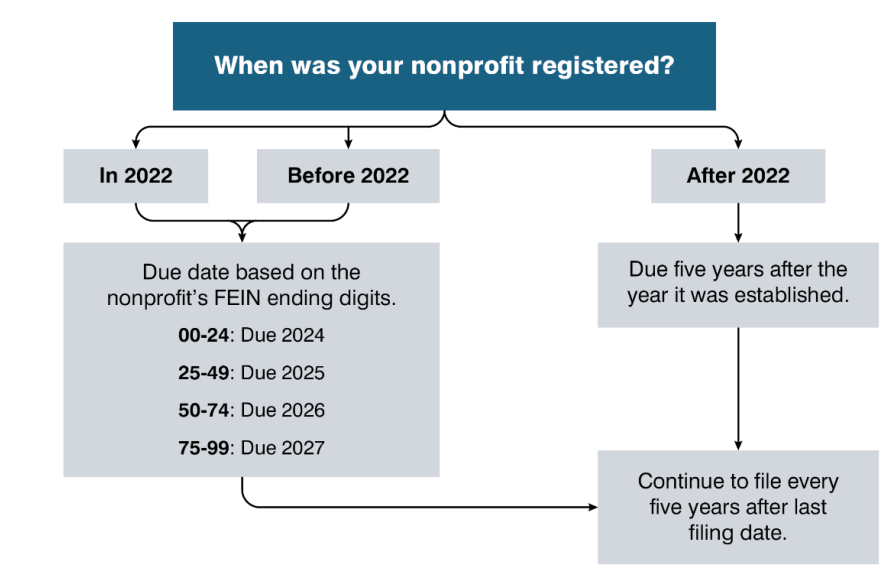 When was your nonprofit registered?
In 2022
Before 2022
After 2022
Due date based on the
nonprofit's FEIN ending digits.
00-24: Due 2024
25-49: Due 2025
50-74: Due 2026
75-99: Due 2027
Due five years after the
year it was established.
Continue to file every
five years after last
filing date.